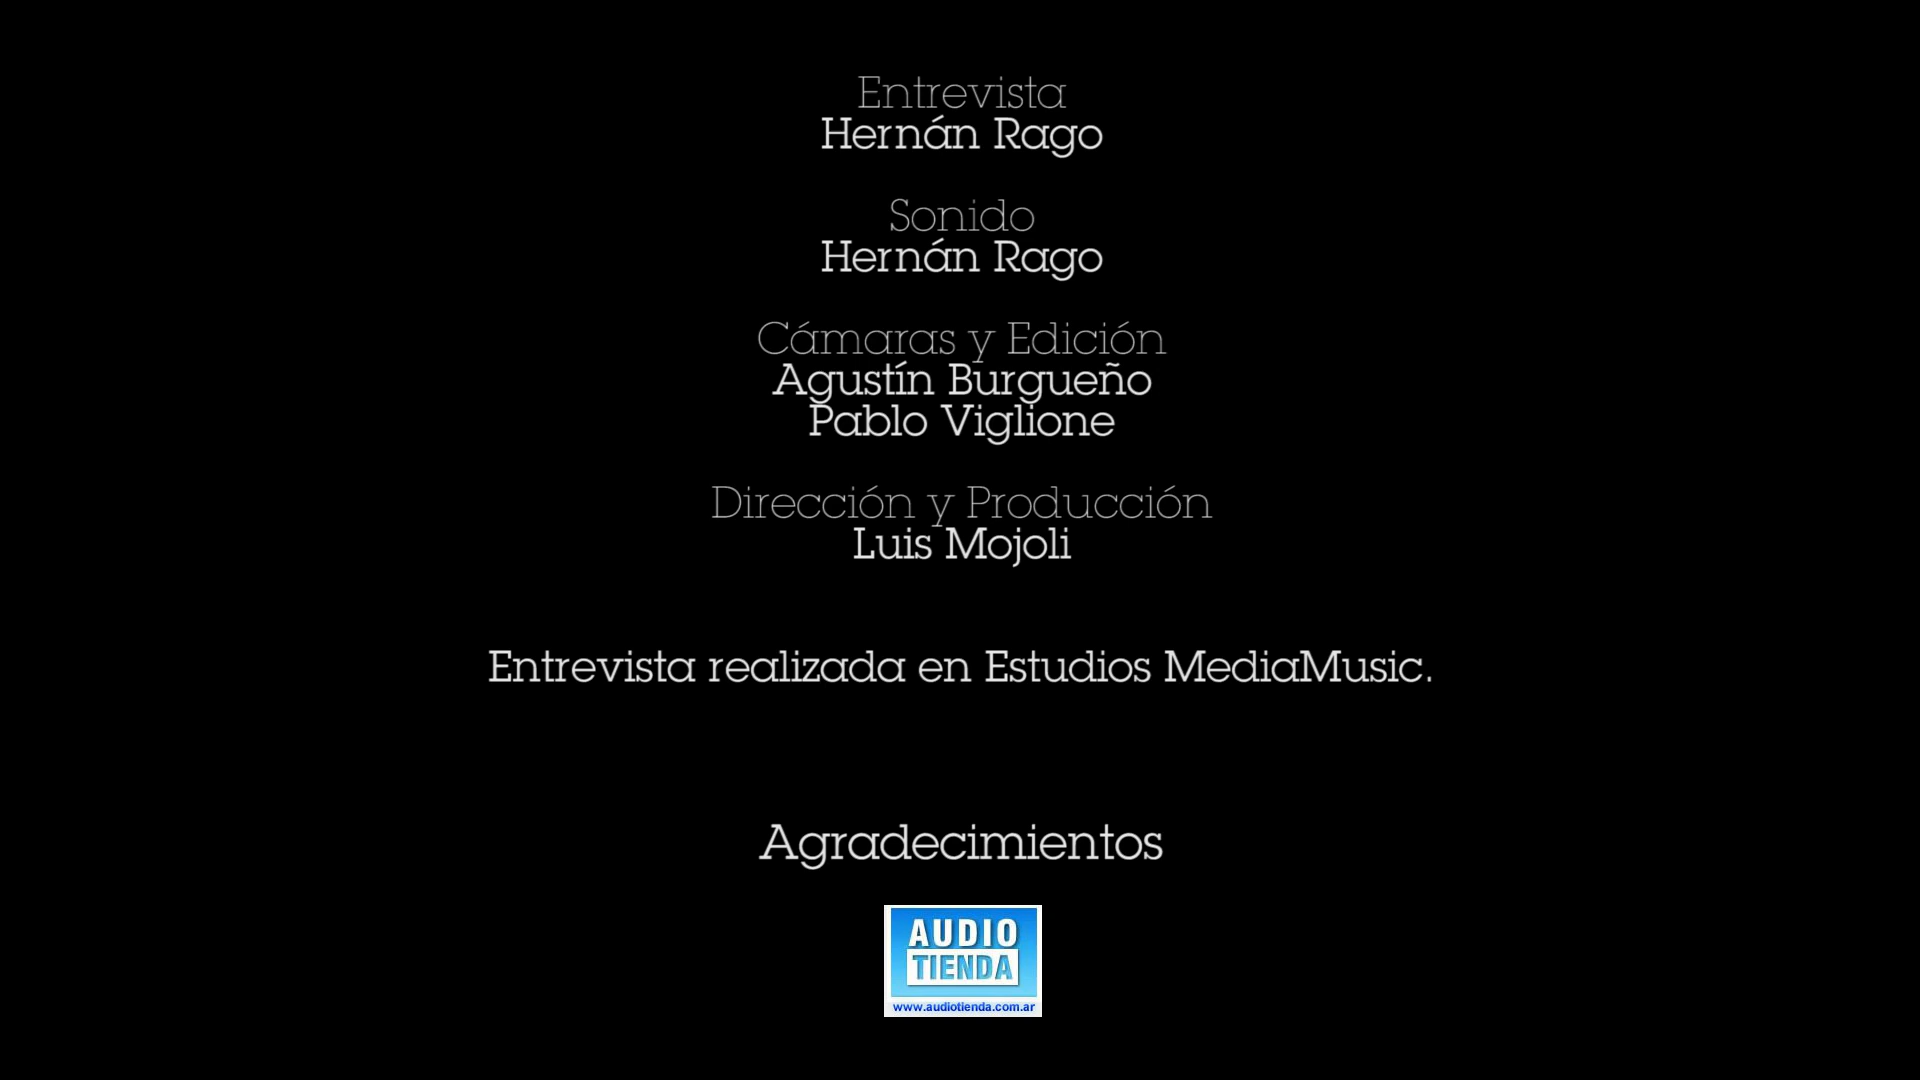 Entrevista
Hernán Rago
Sonido
Hernán Rago
Cámaras y Edición
Agustín Burgueño
Pablo Viglione
Dirección y Producción
Luis Mojoli
Entrevista realizada en Estudios MediaMusic.
Agradecimientos
AUDIO
TIENDA
www.audiotienda.com.ar